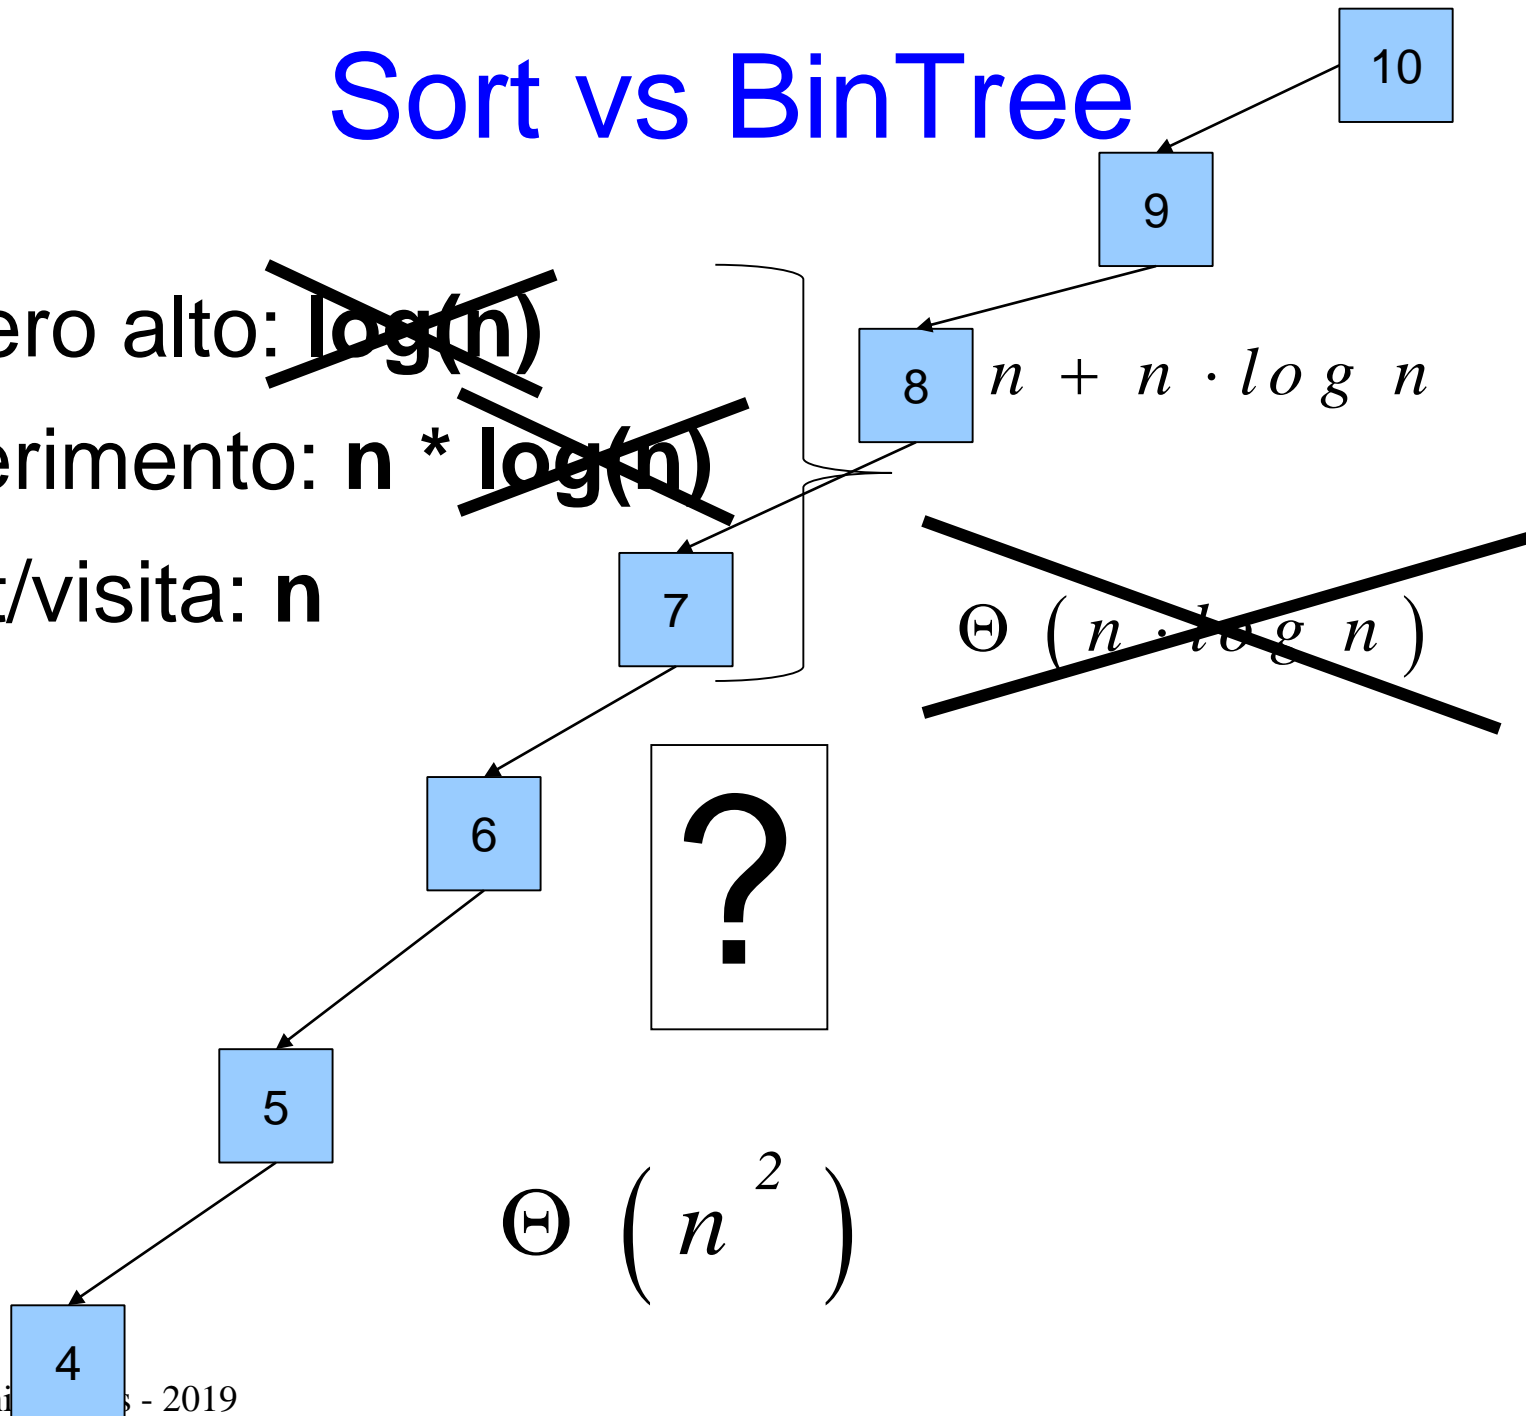 Sort vs BinTree
10
9
ero alto: log(n)
8
n + n · log n
erimento: n * log(n)
t/visita: n
7
Θ ( n · log n )
6
?
5
Θ ( n² )
4
- 2019